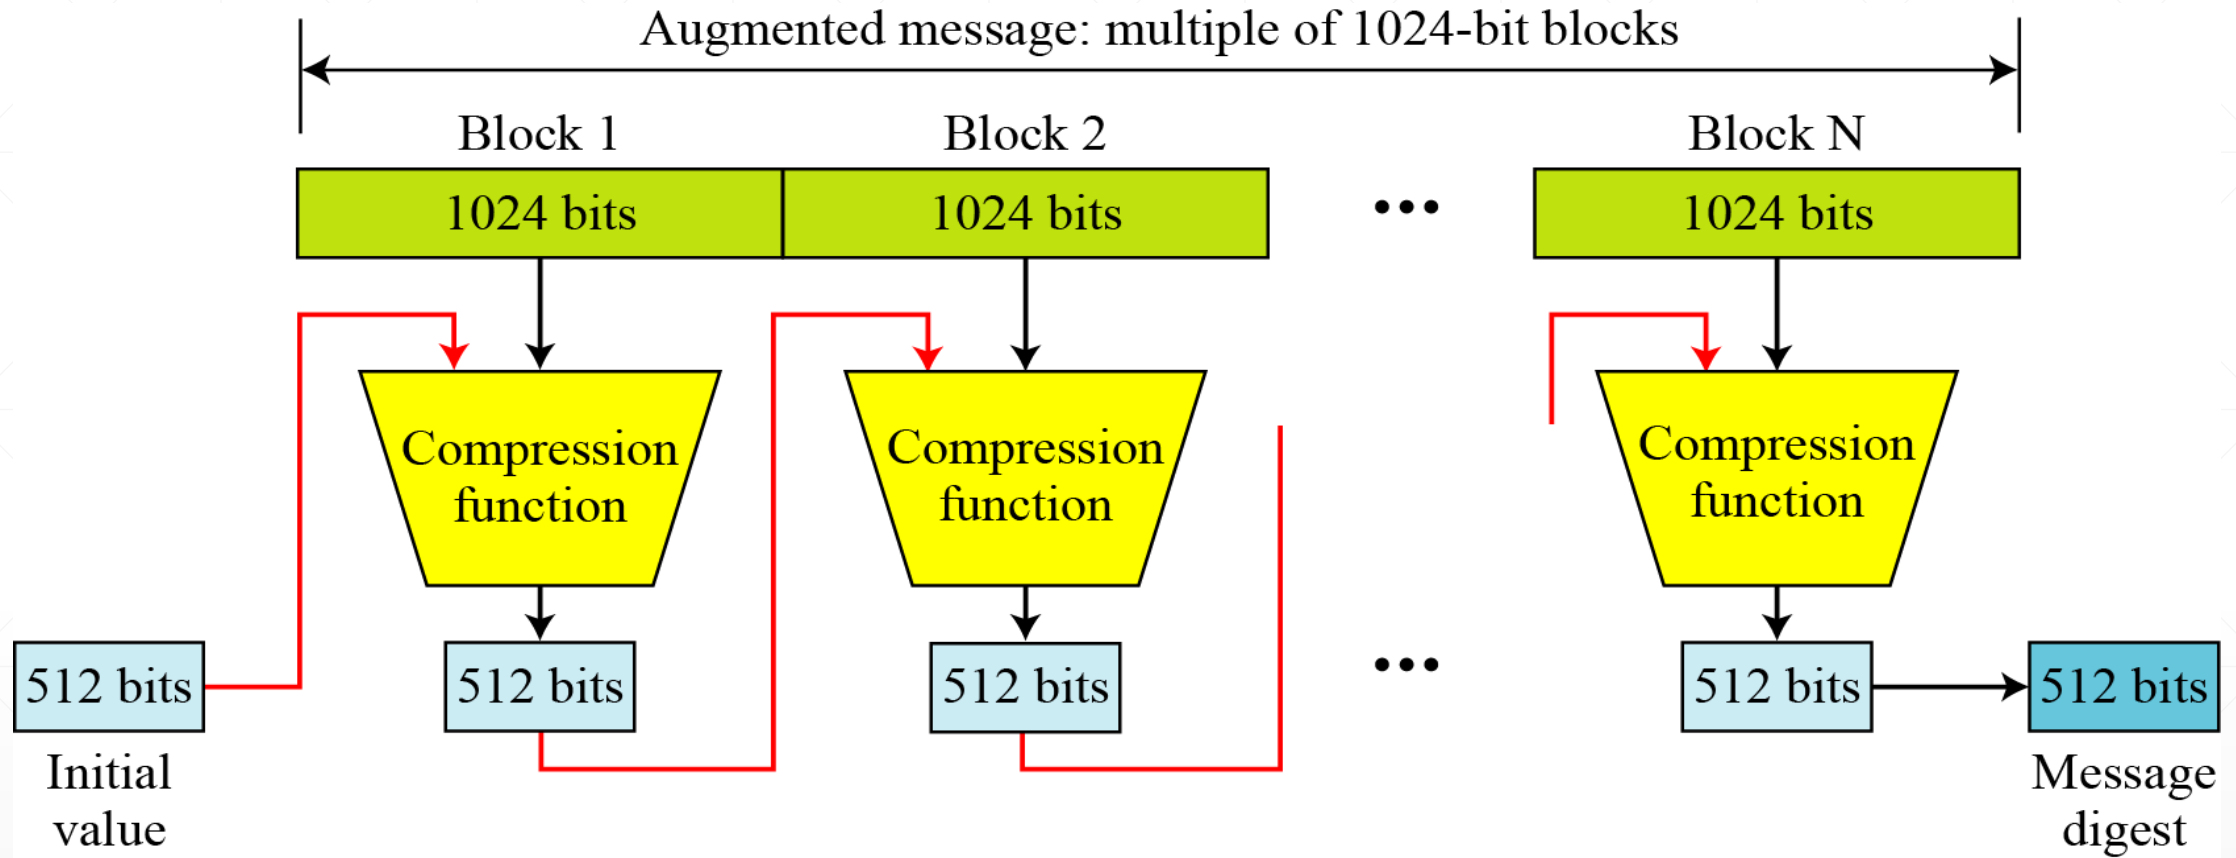 Augmented message: multiple of 1024-bit blocks
Block 1
Block 2
Block N
1024 bits
1024 bits
•••
1024 bits
Compression
function
Compression
function
Compression
function
512 bits
512 bits
512 bits
•••
512 bits
512 bits
Initial
value
Message
digest